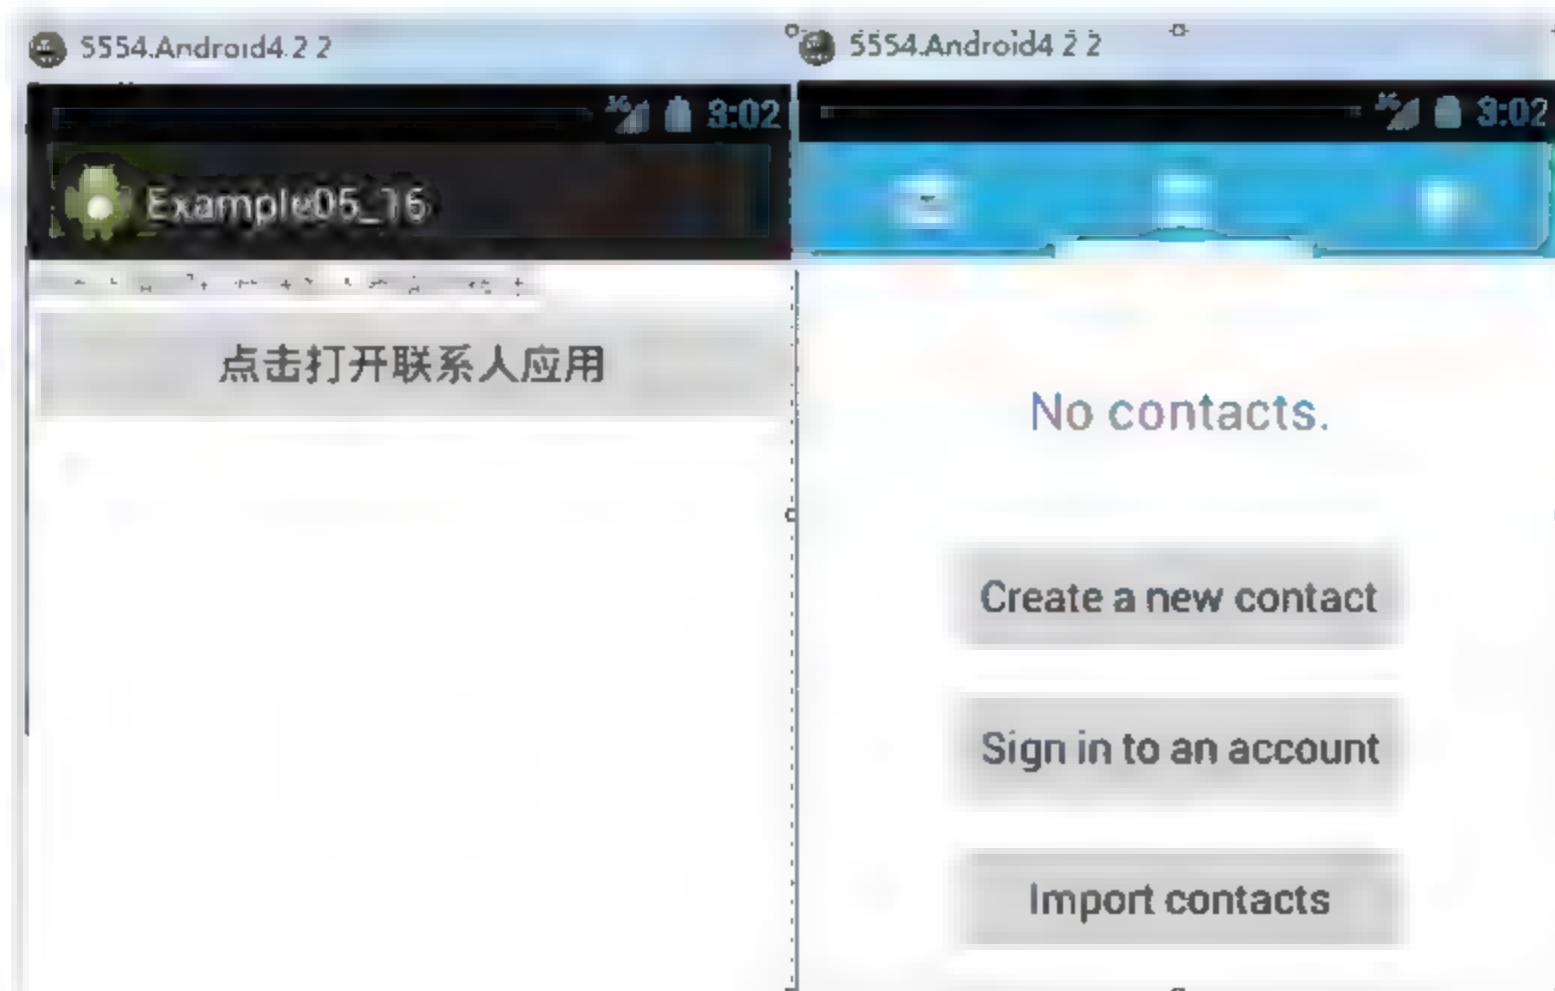 5554:Android4.2.2
3:02
Example05_16
点击打开联系人应用
5554:Android4.2.2
3:02
No contacts.
Create a new contact
Sign in to an account
Import contacts